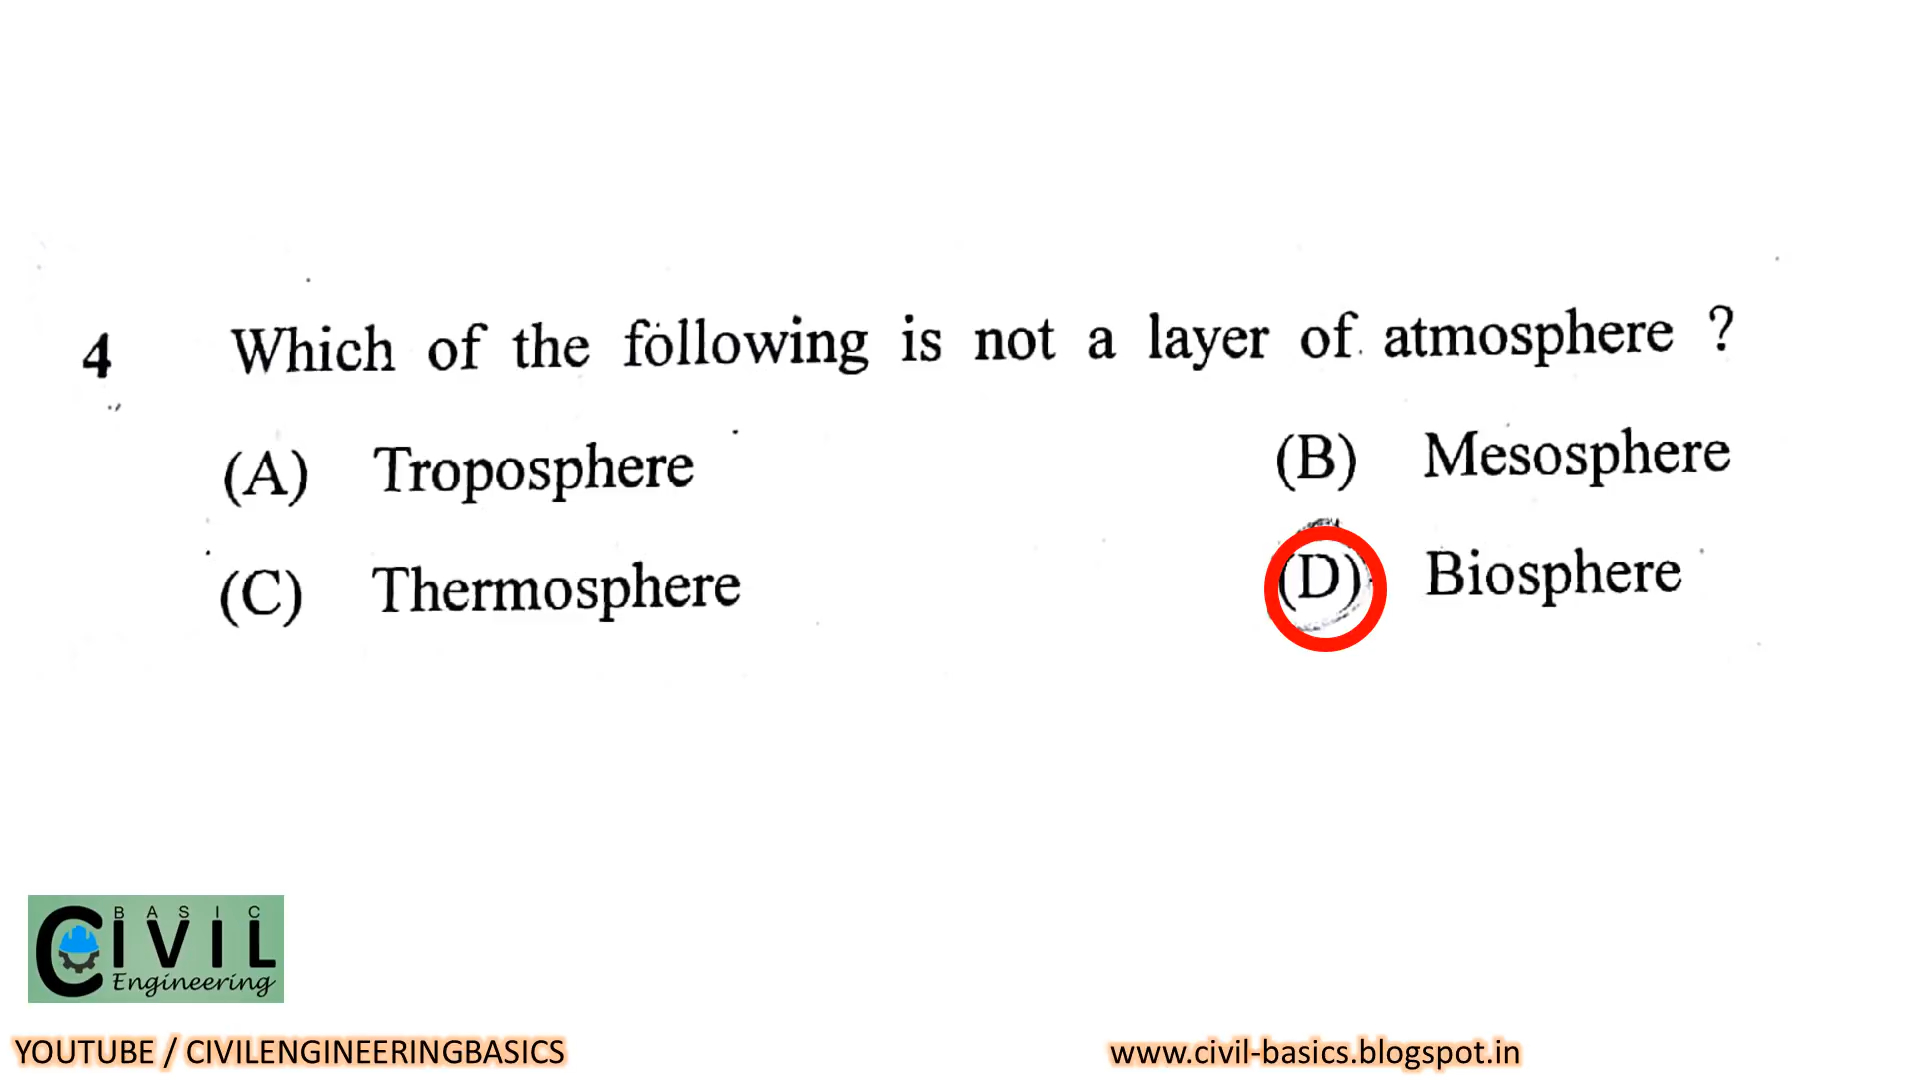 4 Which of the following is not a layer of atmosphere ?
(A) Troposphere (B) Mesosphere
(C) Thermosphere (D) Biosphere
BASIC
CIVIL
Engineering
YOUTUBE / CIVILENGINEERINGBASICS www.civil-basics.blogspot.in